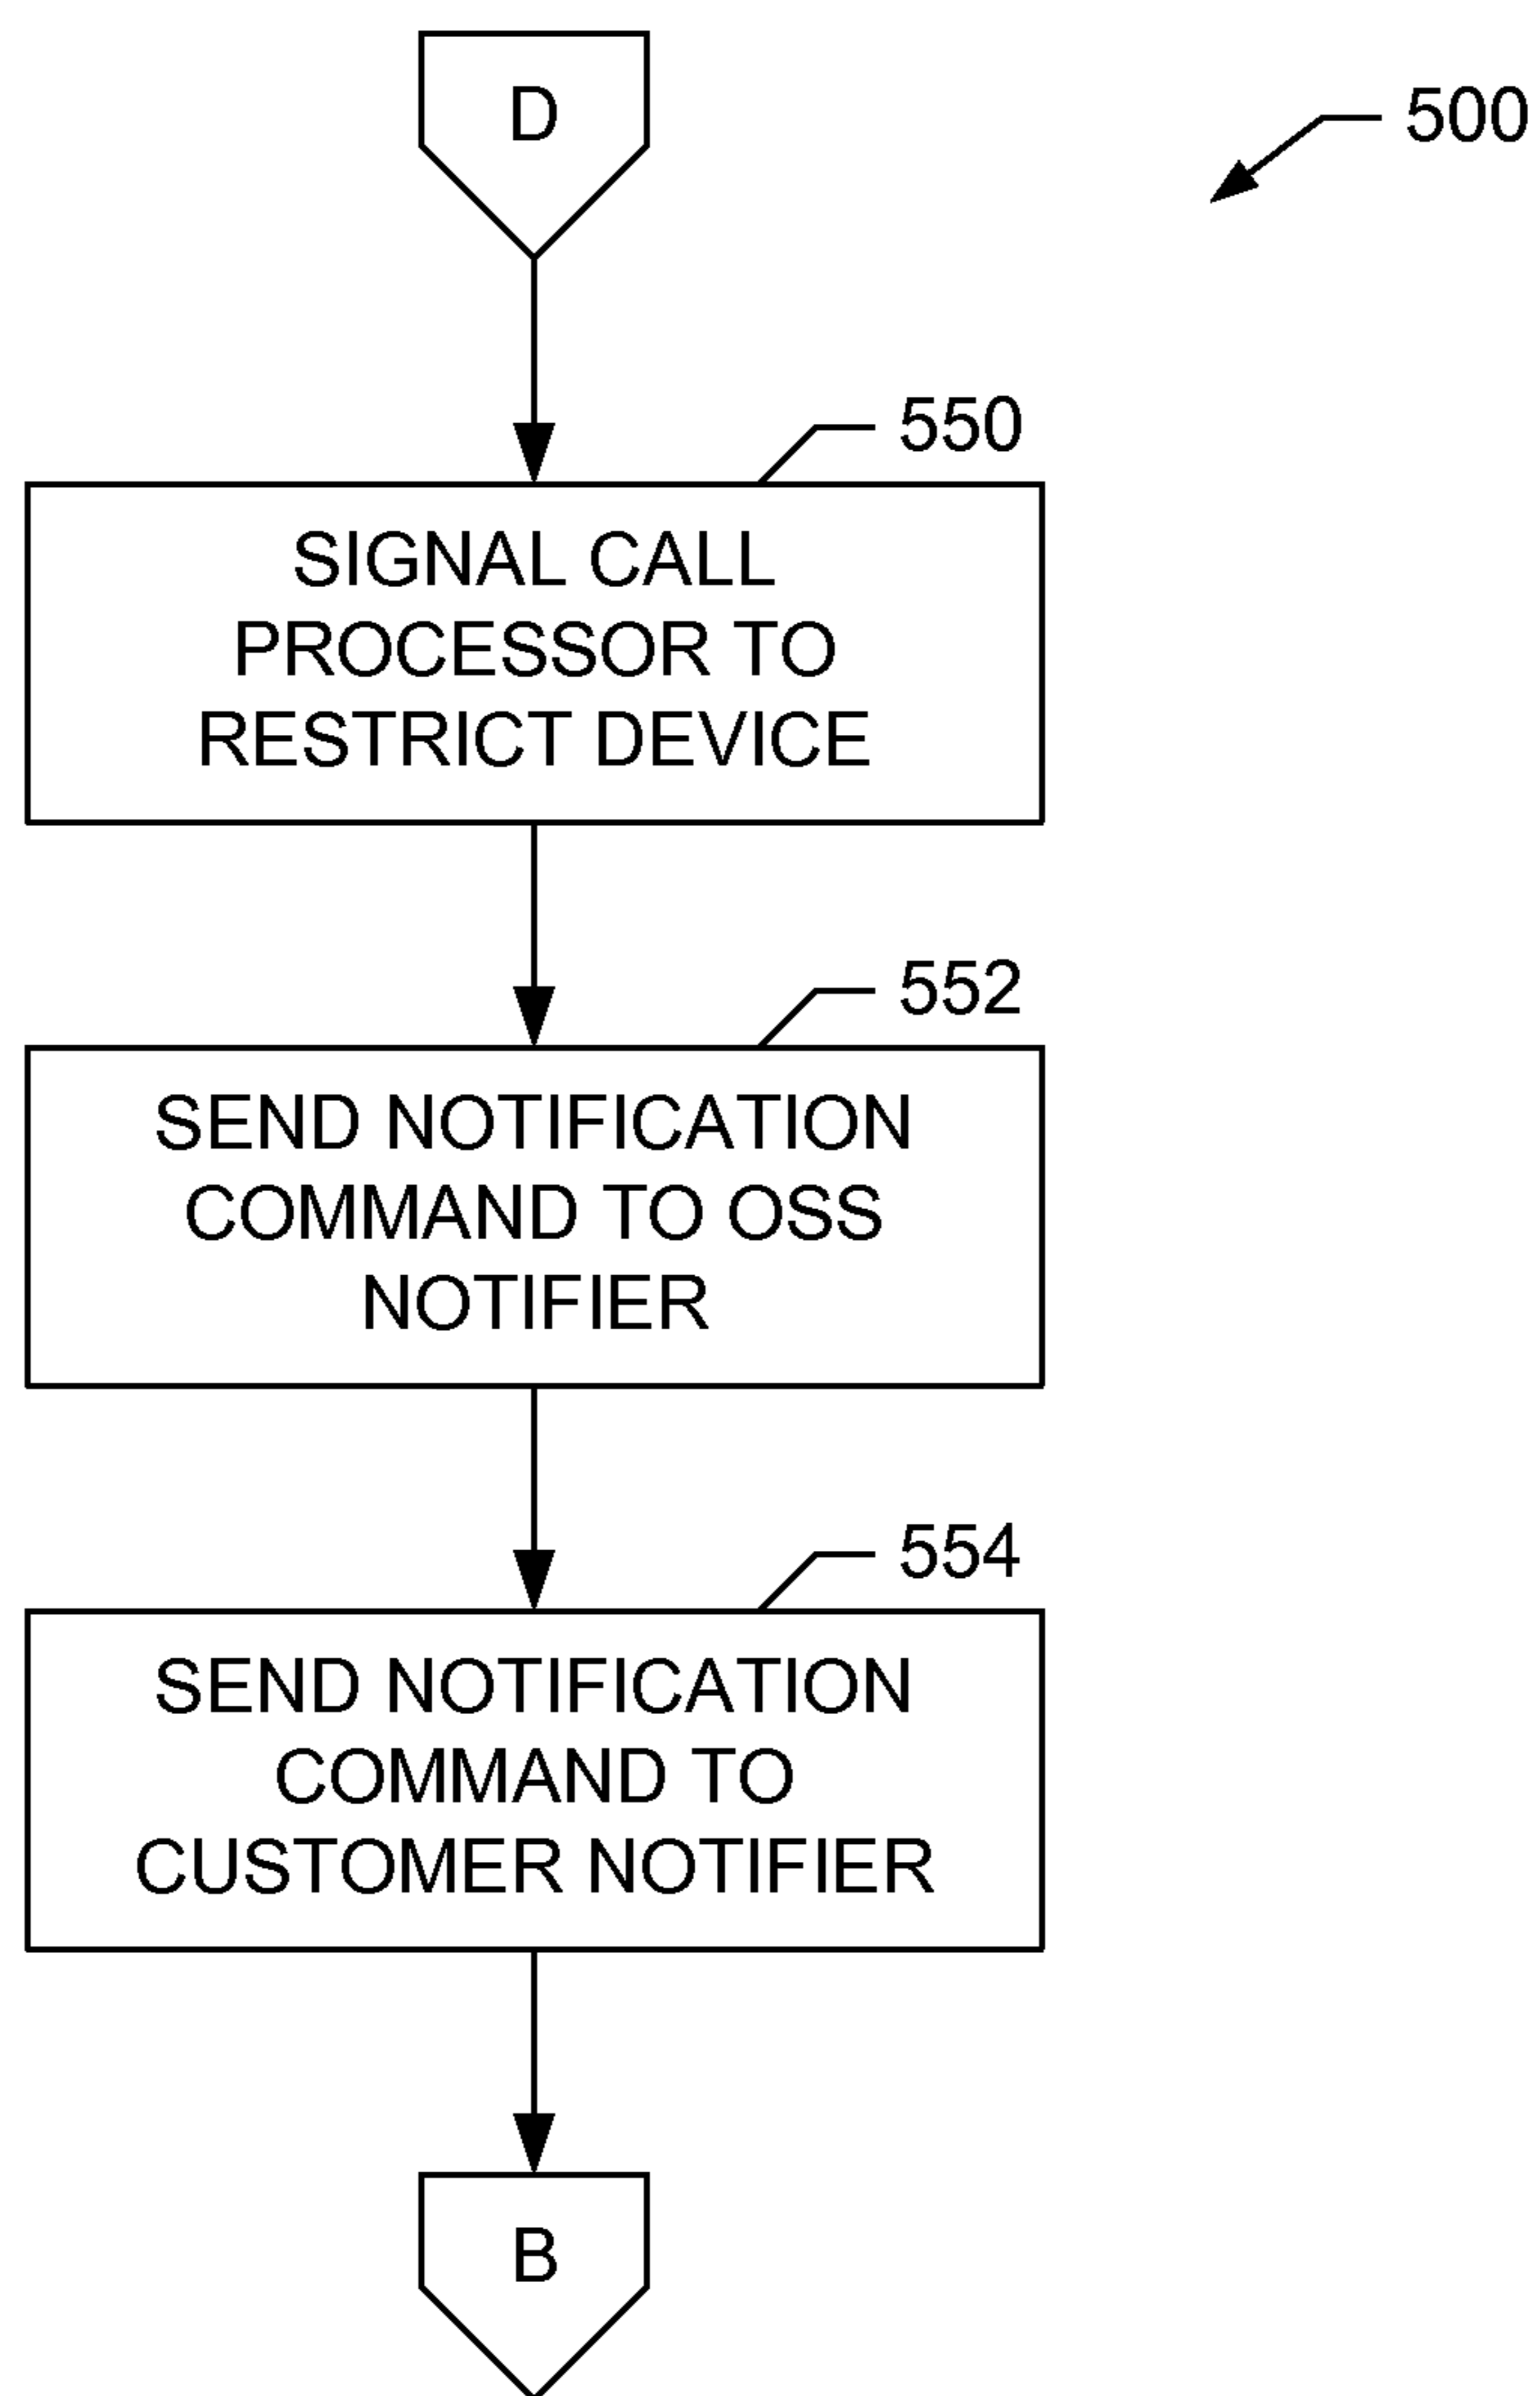 D
500
550
SIGNAL CALL
PROCESSOR TO
RESTRICT DEVICE
552
SEND NOTIFICATION
COMMAND TO OSS
NOTIFIER
554
SEND NOTIFICATION
COMMAND TO
CUSTOMER NOTIFIER
B